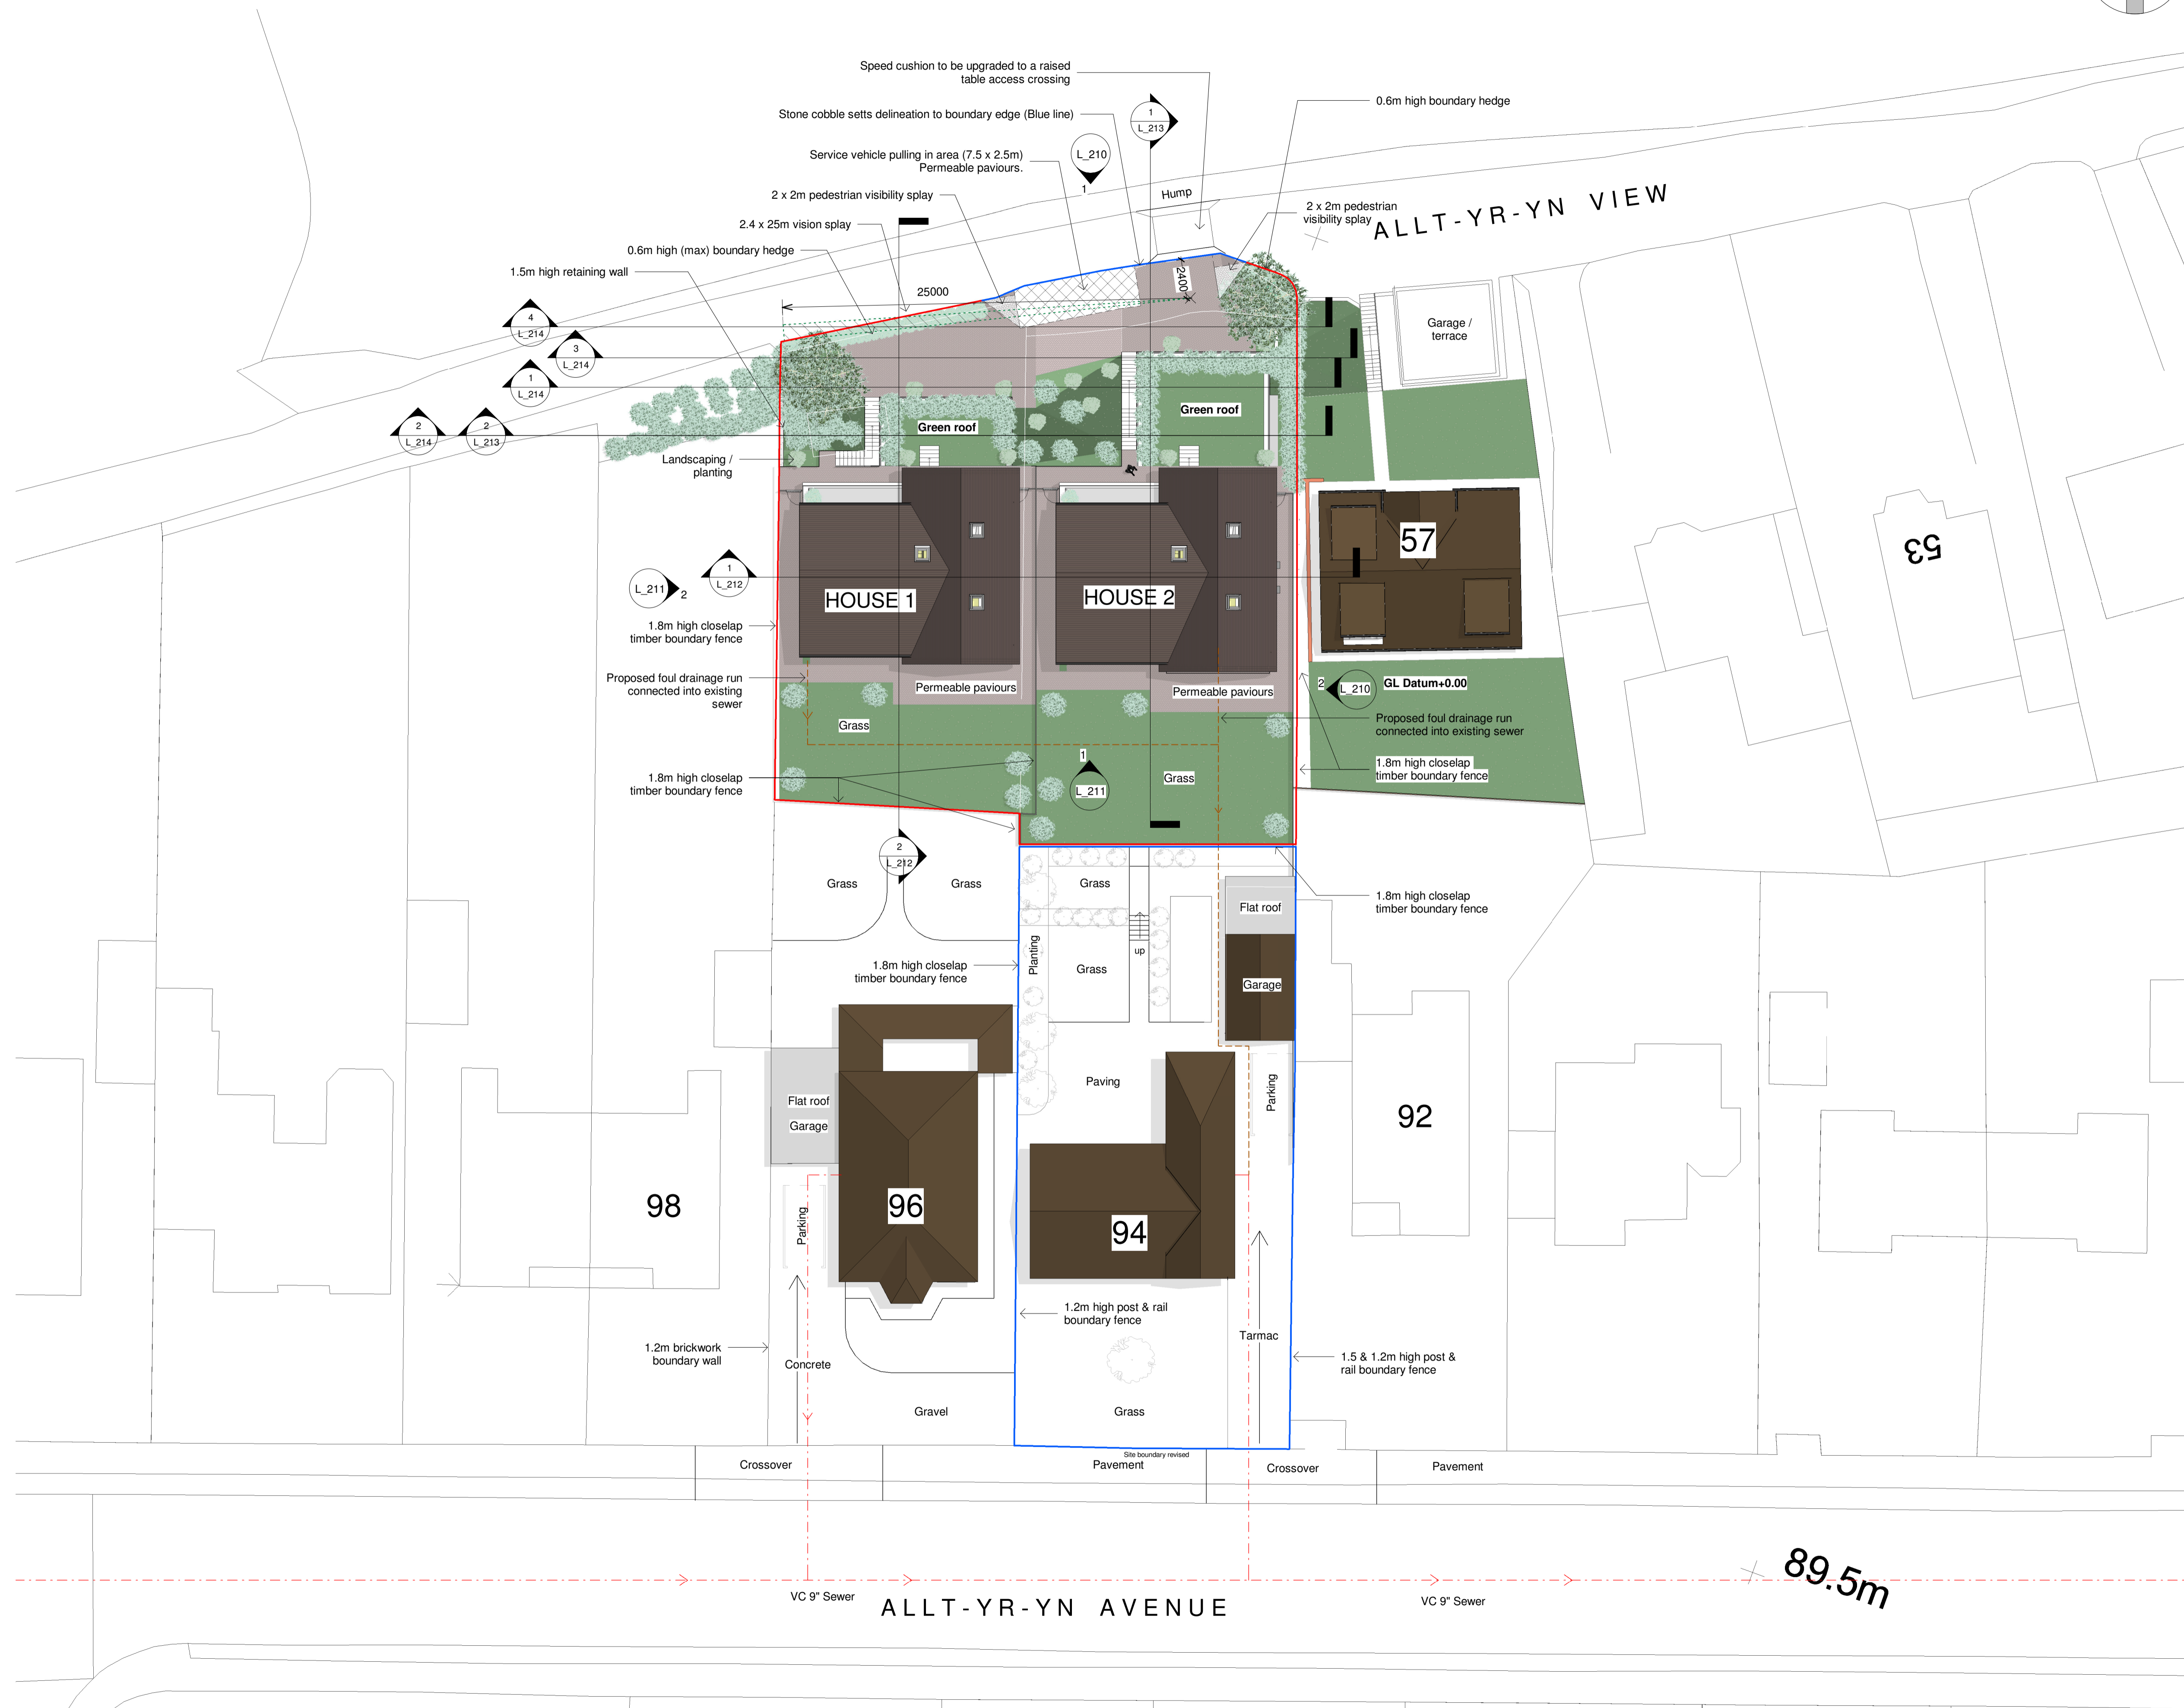 Speed cushion to be upgraded to a raised
table access crossing
0.6m high boundary hedge
Stone cobble setts delineation to boundary edge (Blue line)
1
L_213
L_210
1
Service vehicle pulling in area (7.5 x 2.5m)
Permeable paviours.
2 x 2m pedestrian visibility splay
Hump
2 x 2m pedestrian
visibility splay
ALLT-YR-YN VIEW
2.4 x 25m vision splay
0.6m high (max) boundary hedge
1.5m high retaining wall
25000
2400
4
L_214
3
L_214
1
L_214
2
L_214
2
L_213
Garage /
terrace
Green roof
Green roof
Landscaping /
planting
57
53
L_211
2
1
L_212
HOUSE 1
HOUSE 2
1.8m high closelap
timber boundary fence
Proposed foul drainage run
connected into existing
sewer
Permeable paviours
Permeable paviours
2
L_210
GL Datum+0.00
Proposed foul drainage run
connected into existing sewer
Grass
1.8m high closelap
timber boundary fence
1.8m high closelap
timber boundary fence
1
L_211
Grass
2
L_212
Grass
Grass
Grass
Flat roof
1.8m high closelap
timber boundary fence
Planting
up
1.8m high closelap
timber boundary fence
Grass
Garage
Paving
Parking
Flat roof
Garage
92
98
Parking
96
94
1.2m high post & rail
boundary fence
Tarmac
1.2m brickwork
boundary wall
Concrete
1.5 & 1.2m high post &
rail boundary fence
Gravel
Grass
Site boundary revised
Crossover
Pavement
Crossover
Pavement
89.5m
VC 9" Sewer
ALLT-YR-YN AVENUE
VC 9" Sewer